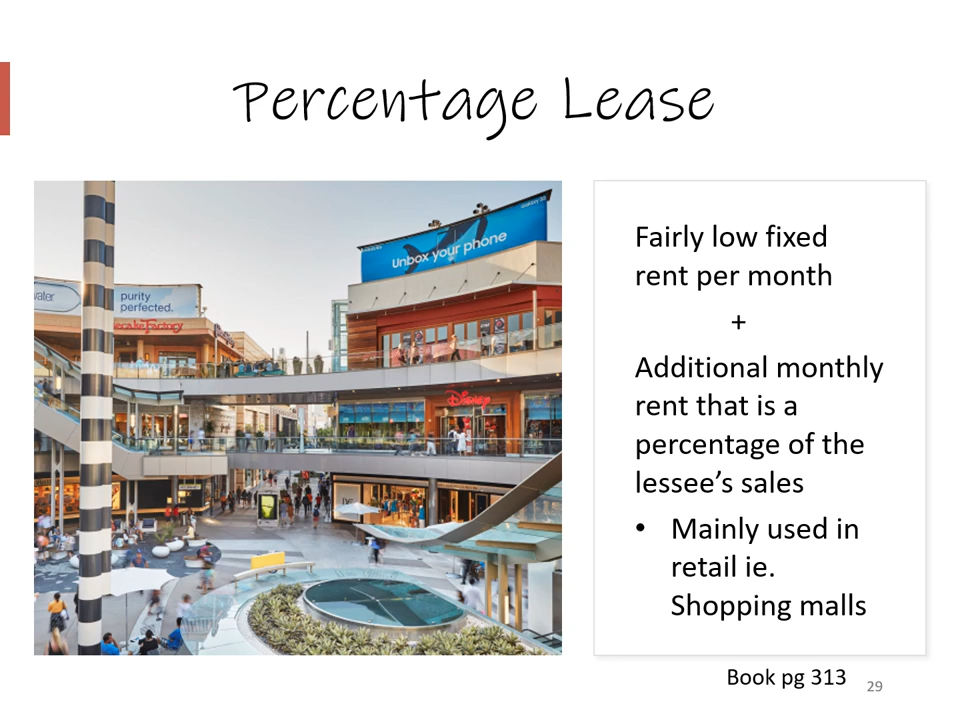 Percentage Lease
Unbox your phone
purity
perfected.
Disney
Fairly low fixed
rent per month
+
Additional monthly
rent that is a
percentage of the
lessee's sales
• Mainly used in
retail ie.
Shopping malls
Book pg 313
29